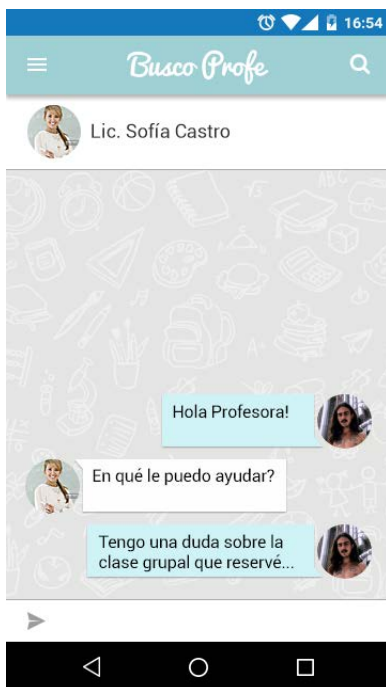 16:54
Busco Profe
Lic. Sofía Castro
ABC
A-
Hola Profesora!
En qué le puedo ayudar?
Tengo una duda sobre la
clase grupal que reservé...